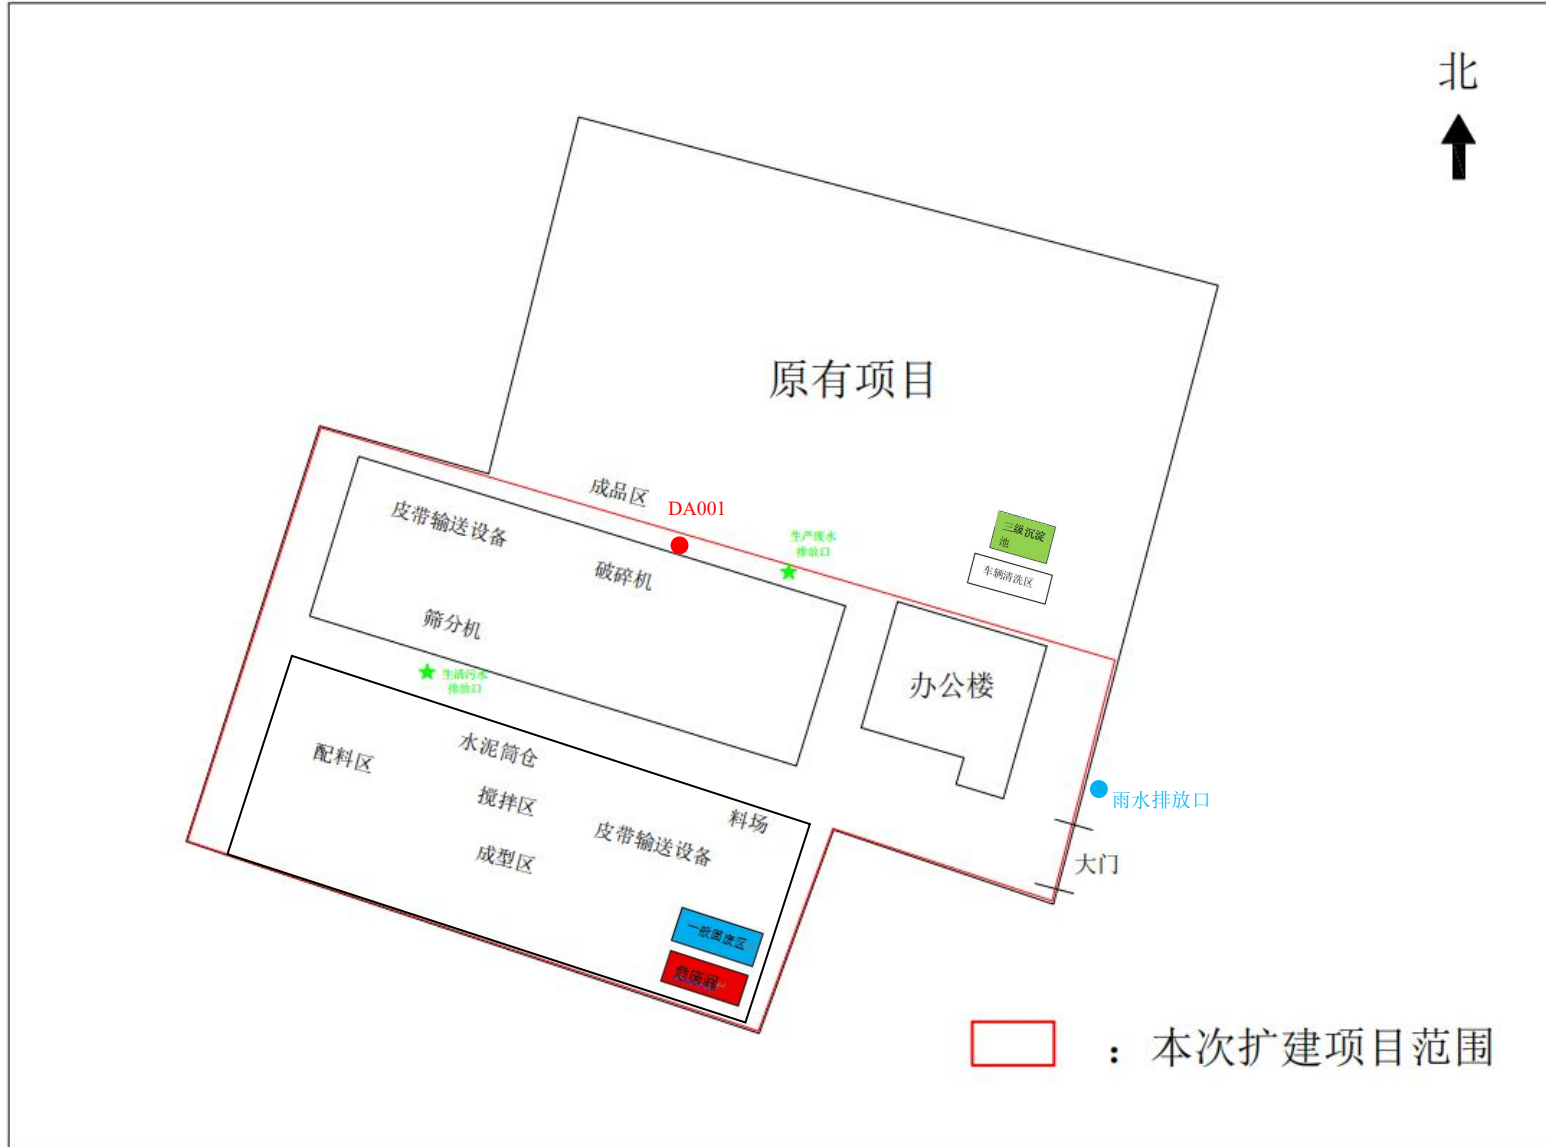 北
原有项目
成品区
DA001
皮带输送设备
生产废水
排放口
三级沉淀
池
破碎机
车辆清洗区
筛分机
生活污水
排放口
办公楼
水泥筒仓
配料区
搅拌区
雨水排放口
料场
皮带输送设备
成型区
大门
一般固废区
危废间
：本次扩建项目范围